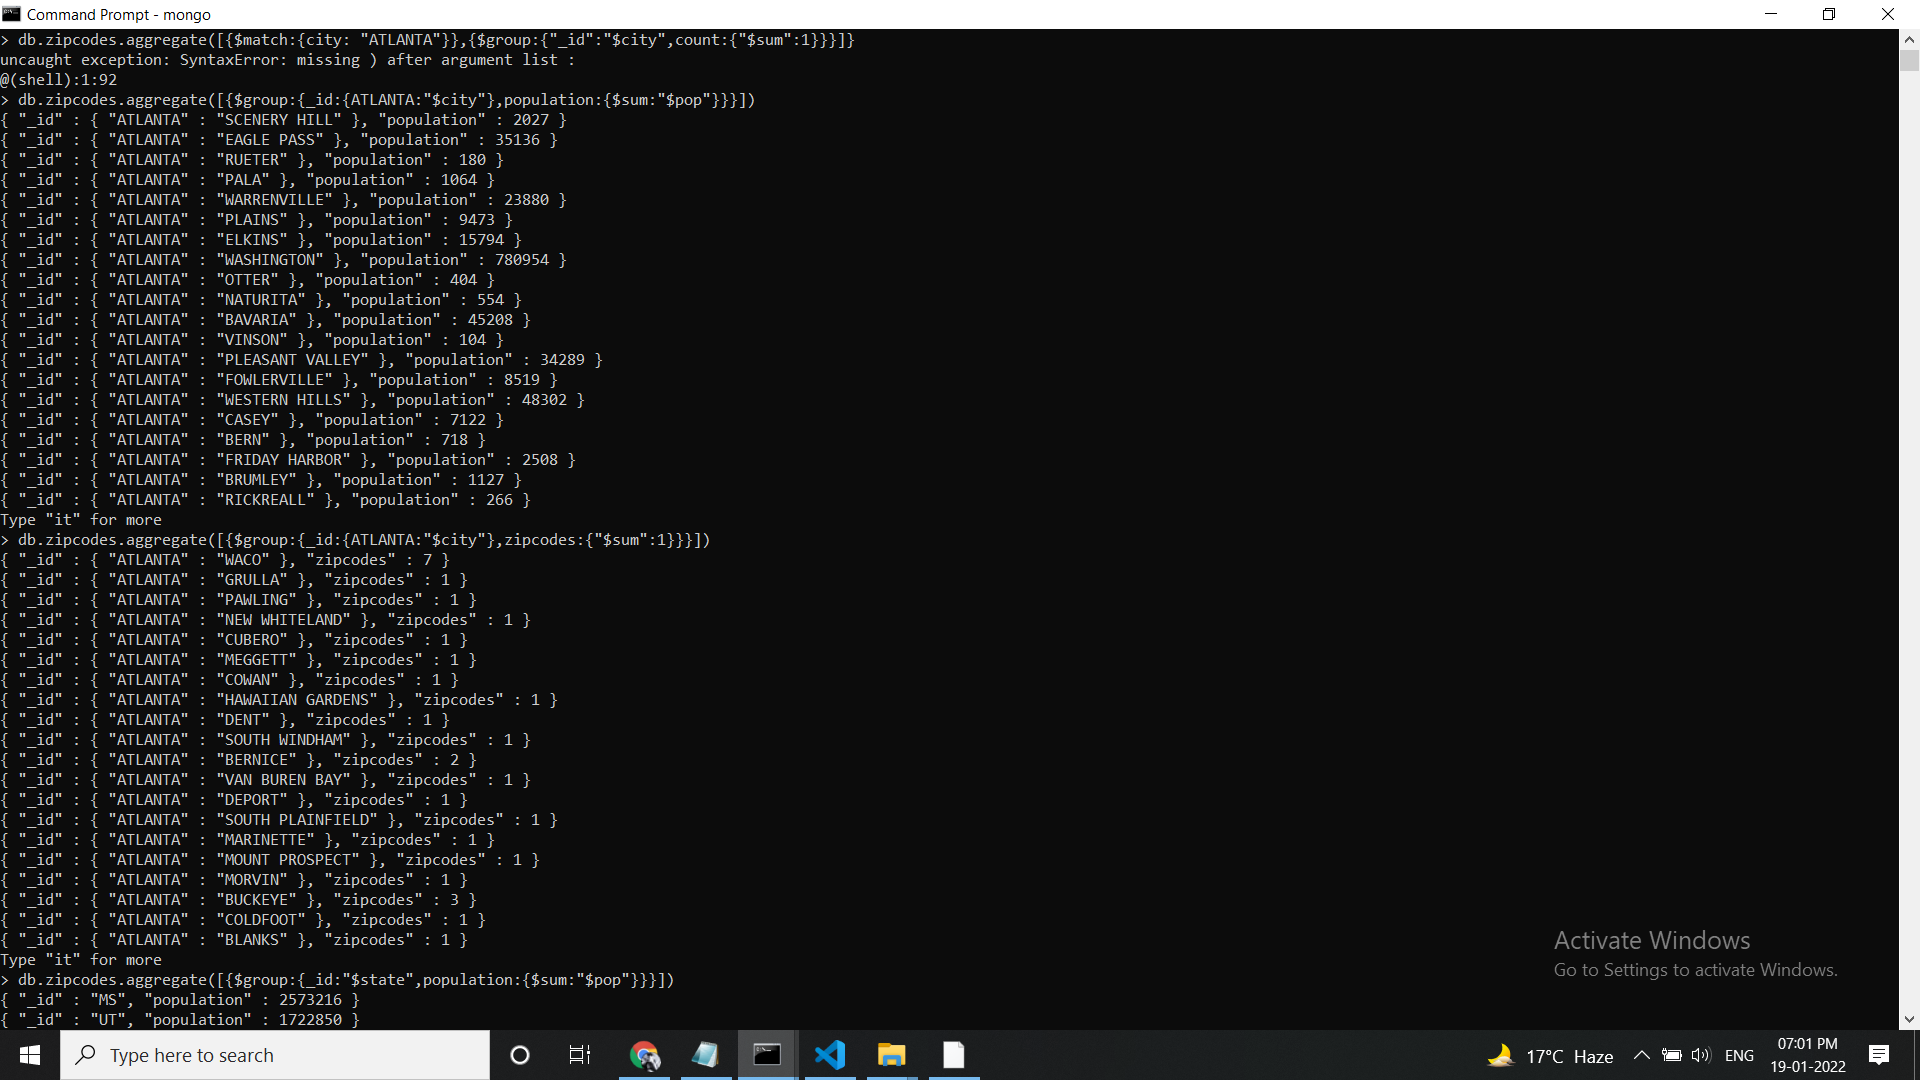 Command Prompt - mongo
> db.zipcodes.aggregate([{$match:{city: "ATLANTA"}},{$group:{"_id":"$city",count:{"$sum":1}}}]}
uncaught exception: SyntaxError: missing ) after argument list :
@(shell):1:92
> db.zipcodes.aggregate([{$group:{_id:{ATLANTA:"$city"},population:{$sum:"$pop"}}}])
{ "_id" : { "ATLANTA" : "SCENERY HILL" }, "population" : 2027 }
{ "_id" : { "ATLANTA" : "EAGLE PASS" }, "population" : 35136 }
{ "_id" : { "ATLANTA" : "RUETER" }, "population" : 180 }
{ "_id" : { "ATLANTA" : "PALA" }, "population" : 1064 }
{ "_id" : { "ATLANTA" : "WARRENVILLE" }, "population" : 23880 }
{ "_id" : { "ATLANTA" : "PLAINS" }, "population" : 9473 }
{ "_id" : { "ATLANTA" : "ELKINS" }, "population" : 15794 }
{ "_id" : { "ATLANTA" : "WASHINGTON" }, "population" : 780954 }
{ "_id" : { "ATLANTA" : "OTTER" }, "population" : 404 }
{ "_id" : { "ATLANTA" : "NATURITA" }, "population" : 554 }
{ "_id" : { "ATLANTA" : "BAVARIA" }, "population" : 45208 }
{ "_id" : { "ATLANTA" : "VINSON" }, "population" : 104 }
{ "_id" : { "ATLANTA" : "PLEASANT VALLEY" }, "population" : 34289 }
{ "_id" : { "ATLANTA" : "FOWLERVILLE" }, "population" : 8519 }
{ "_id" : { "ATLANTA" : "WESTERN HILLS" }, "population" : 48302 }
{ "_id" : { "ATLANTA" : "CASEY" }, "population" : 7122 }
{ "_id" : { "ATLANTA" : "BERN" }, "population" : 718 }
{ "_id" : { "ATLANTA" : "FRIDAY HARBOR" }, "population" : 2508 }
{ "_id" : { "ATLANTA" : "BRUMLEY" }, "population" : 1127 }
{ "_id" : { "ATLANTA" : "RICKREALL" }, "population" : 266 }
Type "it" for more
> db.zipcodes.aggregate([{$group:{_id:{ATLANTA:"$city"},zipcodes:{"$sum":1}}}])
{ "_id" : { "ATLANTA" : "WACO" }, "zipcodes" : 7 }
{ "_id" : { "ATLANTA" : "GRULLA" }, "zipcodes" : 1 }
{ "_id" : { "ATLANTA" : "PAWLING" }, "zipcodes" : 1 }
{ "_id" : { "ATLANTA" : "NEW WHITELAND" }, "zipcodes" : 1 }
{ "_id" : { "ATLANTA" : "CUBERO" }, "zipcodes" : 1 }
{ "_id" : { "ATLANTA" : "MEGGETT" }, "zipcodes" : 1 }
{ "_id" : { "ATLANTA" : "COWAN" }, "zipcodes" : 1 }
{ "_id" : { "ATLANTA" : "HAWAIIAN GARDENS" }, "zipcodes" : 1 }
{ "_id" : { "ATLANTA" : "DENT" }, "zipcodes" : 1 }
{ "_id" : { "ATLANTA" : "SOUTH WINDHAM" }, "zipcodes" : 1 }
{ "_id" : { "ATLANTA" : "BERNICE" }, "zipcodes" : 2 }
{ "_id" : { "ATLANTA" : "VAN BUREN BAY" }, "zipcodes" : 1 }
{ "_id" : { "ATLANTA" : "DEPORT" }, "zipcodes" : 1 }
{ "_id" : { "ATLANTA" : "SOUTH PLAINFIELD" }, "zipcodes" : 1 }
{ "_id" : { "ATLANTA" : "MARINETTE" }, "zipcodes" : 1 }
{ "_id" : { "ATLANTA" : "MOUNT PROSPECT" }, "zipcodes" : 1 }
{ "_id" : { "ATLANTA" : "MORVIN" }, "zipcodes" : 1 }
{ "_id" : { "ATLANTA" : "BUCKEYE" }, "zipcodes" : 3 }
{ "_id" : { "ATLANTA" : "COLDFOOT" }, "zipcodes" : 1 }
{ "_id" : { "ATLANTA" : "BLANKS" }, "zipcodes" : 1 }
Type "it" for more
> db.zipcodes.aggregate([{$group:{_id:"$state",population:{$sum:"$pop"}}}])
{ "_id" : "MS", "population" : 2573216 }
{ "_id" : "UT", "population" : 1722850 }
Activate Windows
Go to Settings to activate Windows.
Type here to search
17°C Haze
ENG
07:01 PM
19-01-2022